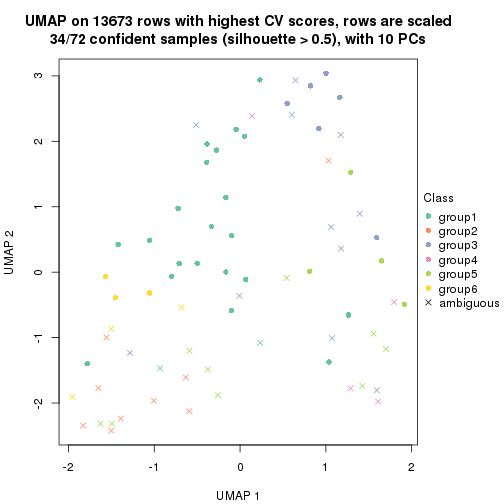 UMAP on 13673 rows with highest CV scores, rows are scaled
34/72 confident samples (silhouette > 0.5), with 10 PCs
3
2
1
0
-1
-2
UMAP 2
-2
-1
0
1
2
UMAP 1
Class
group1
group2
group3
group4
group5
group6
ambiguous